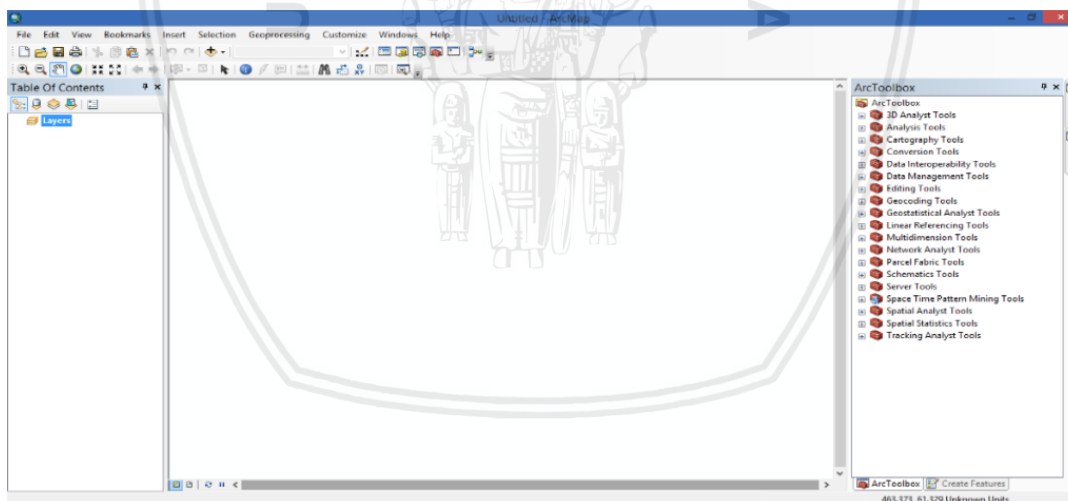 Untitled - ArcMap
File Edit View Bookmarks Insert Selection Geoprocessing Customize Windows Help
Table Of Contents
Layers
ArcToolbox
ArcToolbox
3D Analyst Tools
Analysis Tools
Cartography Tools
Conversion Tools
Data Interoperability Tools
Data Management Tools
Editing Tools
Geocoding Tools
Geostatistical Analyst Tools
Linear Referencing Tools
Multidimension Tools
Network Analyst Tools
Parcel Fabric Tools
Schematics Tools
Server Tools
Space Time Pattern Mining Tools
Spatial Analyst Tools
Spatial Statistics Tools
Tracking Analyst Tools
ArcToolbox Create Features
463.373 61.329 Unknown Units